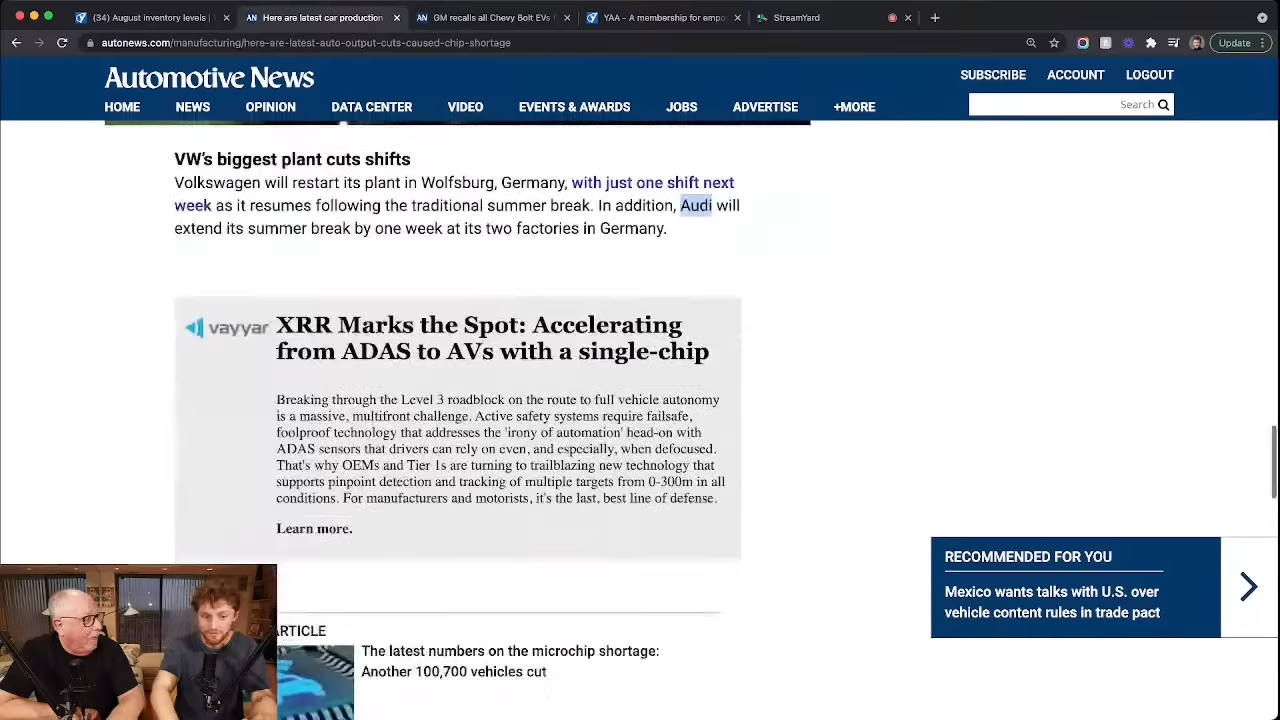 (34) August inventory levels |
Here are latest car production
GM recalls all Chevy Bolt EVs f
YAA - A membership for empo
StreamYard
autonews.com/manufacturing/here-are-latest-auto-output-cuts-caused-chip-shortage
Update
Automotive News
SUBSCRIBE ACCOUNT LOGOUT
HOME NEWS OPINION DATA CENTER VIDEO EVENTS & AWARDS JOBS ADVERTISE +MORE
Search
VW's biggest plant cuts shifts
Volkswagen will restart its plant in Wolfsburg, Germany, with just one shift next
week as it resumes following the traditional summer break. In addition, Audi will
extend its summer break by one week at its two factories in Germany.
vayyar
XRR Marks the Spot: Accelerating
from ADAS to AVs with a single-chip
Breaking through the Level 3 roadblock on the route to full vehicle autonomy
is a massive, multifront challenge. Active safety systems require failsafe,
foolproof technology that addresses the 'irony of automation' head-on with
ADAS sensors that drivers can rely on even, and especially, when defocused.
That's why OEMs and Tier 1s are turning to trailblazing new technology that
supports pinpoint detection and tracking of multiple targets from 0-300m in all
conditions. For manufacturers and motorists, it's the last, best line of defense.
Learn more.
RECOMMENDED FOR YOU
Mexico wants talks with U.S. over
vehicle content rules in trade pact
ARTICLE
The latest numbers on the microchip shortage:
Another 100,700 vehicles cut